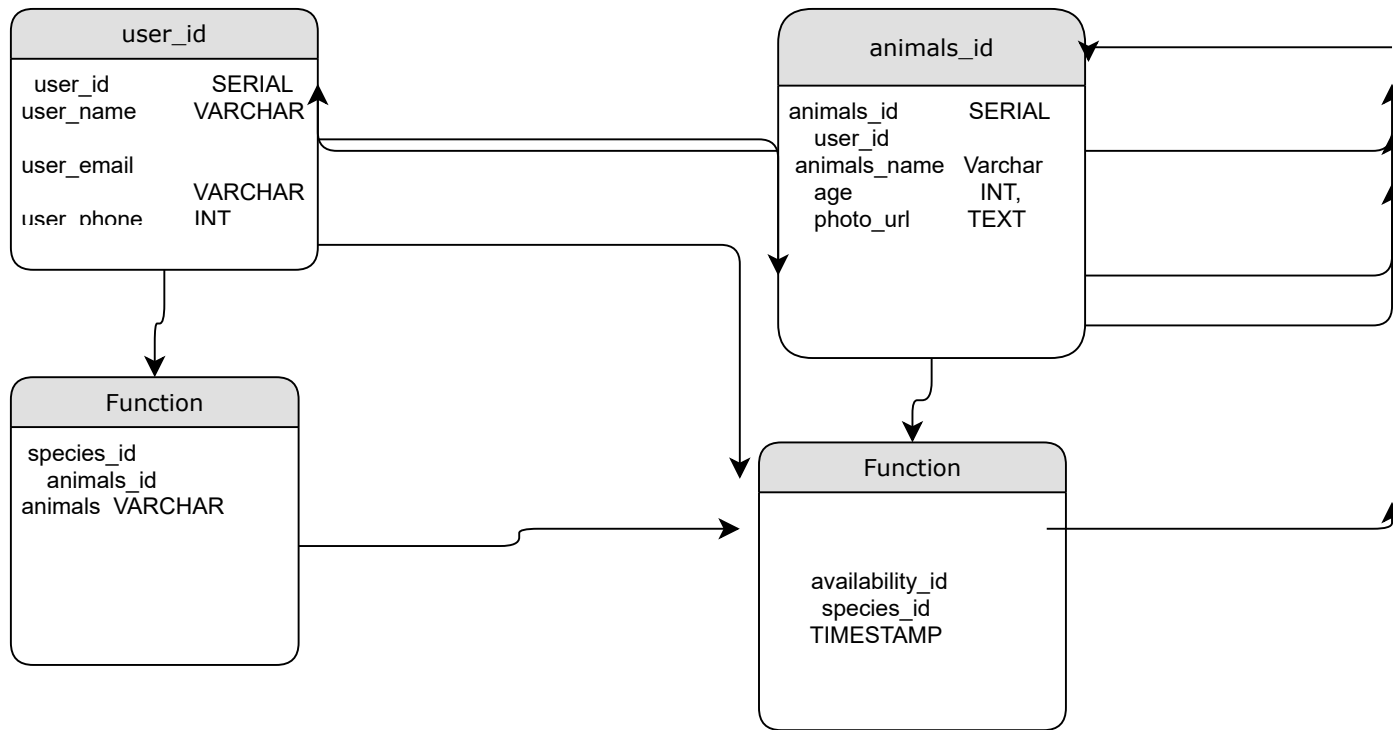 user_id
user_id SERIAL
user_name VARCHAR
user_email
VARCHAR
user_phone INT
animals_id
animals_id SERIAL
user_id
animals_name Varchar
age INT,
photo_url TEXT
Function
species_id
animals_id
animals VARCHAR
Function
availability_id
species_id
TIMESTAMP